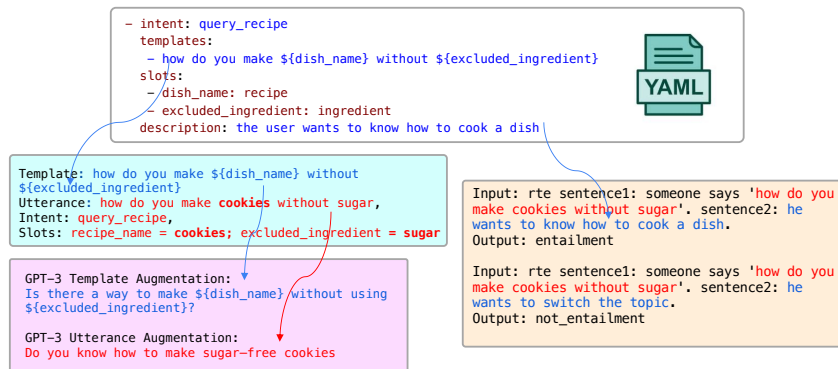 - intent: query_recipe
templates:
- how do you make ${dish_name} without ${excluded_ingredient}
slots:
- dish_name: recipe
- excluded_ingredient: ingredient
description: the user wants to know how to cook a dish
YAML
Template: how do you make ${dish_name} without
${excluded_ingredient}
Utterance: how do you make cookies without sugar,
Intent: query_recipe,
Slots: recipe_name = cookies; excluded_ingredient = sugar
GPT-3 Template Augmentation:
Is there a way to make ${dish_name} without using
${excluded_ingredient}?
GPT-3 Utterance Augmentation:
Do you know how to make sugar-free cookies
Input: rte sentence1: someone says 'how do you
make cookies without sugar'. sentence2: he
wants to know how to cook a dish.
Output: entailment
Input: rte sentence1: someone says 'how do you
make cookies without sugar'. sentence2: he
wants to switch the topic.
Output: not_entailment